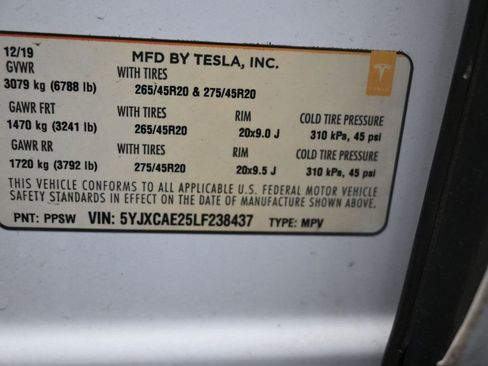 12/19
MFD BY TESLA, INC.
GVWR
3079 kg (6788 lb)
WITH TIRES
265/45R20 & 275/45R20
TESLA
GAWR FRT
1470 kg (3241 lb)
WITH TIRES
265/45R20
RIM
20x9.0 J
COLD TIRE PRESSURE
310 kPa, 45 psi
GAWR RR
1720 kg (3792 lb)
WITH TIRES
275/45R20
RIM
20x9.5 J
COLD TIRE PRESSURE
310 kPa, 45 psi
THIS VEHICLE CONFORMS TO ALL APPLICABLE U.S. FEDERAL MOTOR VEHICLE
SAFETY STANDARDS IN EFFECT ON THE DATE OF MANUFACTURE SHOWN ABOVE.
PNT: PPSW VIN: 5YJXCAE25LF238437 TYPE: MPV